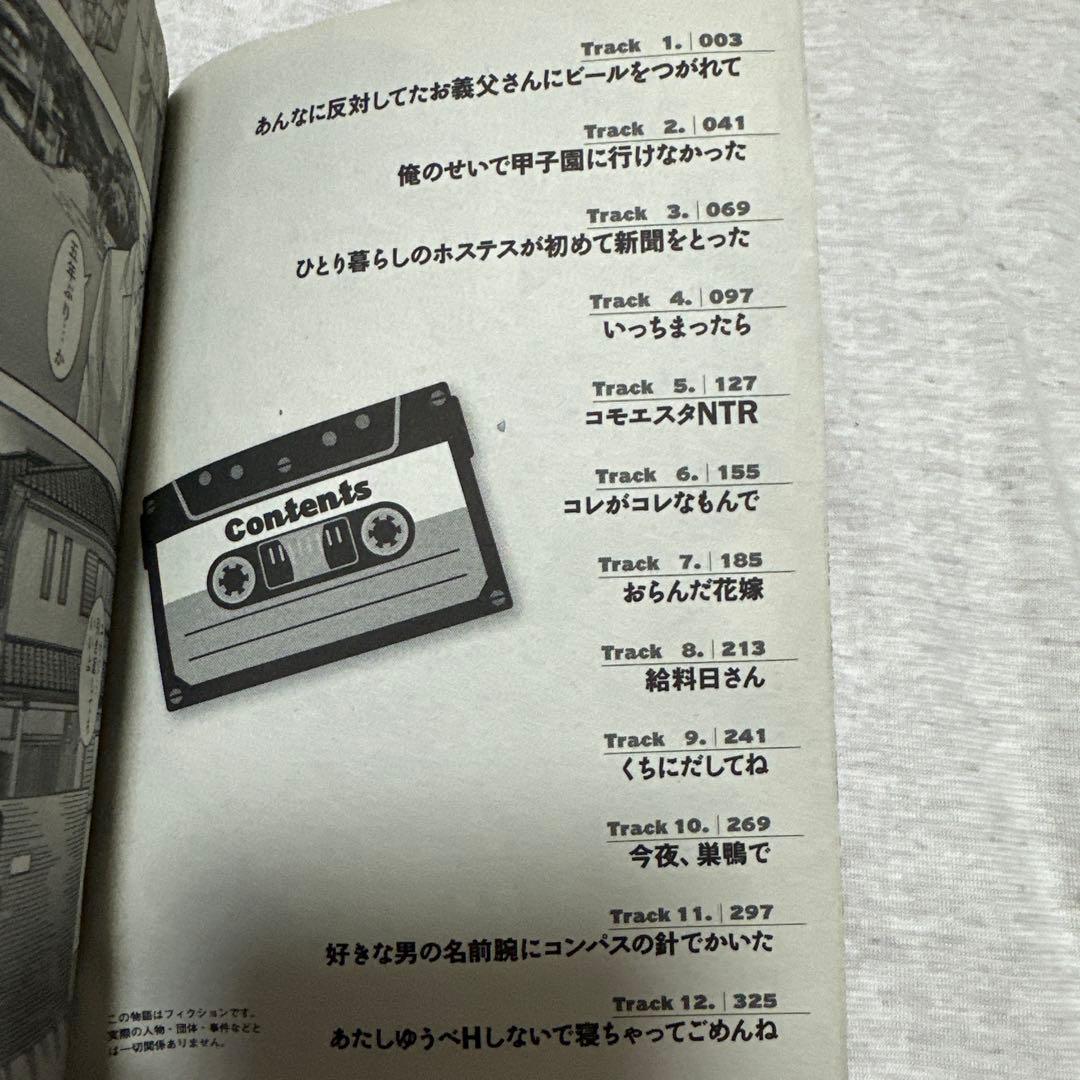 Track 1. | 003
あんなに反対してたお義父さんにビールをつがれて
Track 2. | 041
俺のせいで甲子園に行けなかった
Track 3. | 069
ひとり暮らしのホステスが初めて新聞をとった
Track 4. | 097
いっちまったら
Track 5. | 127
コモエスタNTR
Track 6. | 155
コレがコレなもんで
Track 7. | 185
おらんだ花嫁
Track 8. | 213
給料日さん
Track 9. | 241
くちにだしてね
Track 10. | 269
今夜、巣鴨で
Track 11. | 297
好きな男の名前腕にコンパスの針でかいた
Track 12. | 325
あたしゆうべHしないで寝ちゃってごめんね
Contents
この物語はフィクションです。
実際の人物・団体・事件などと
は一切関係ありません。
五年ぶり…か